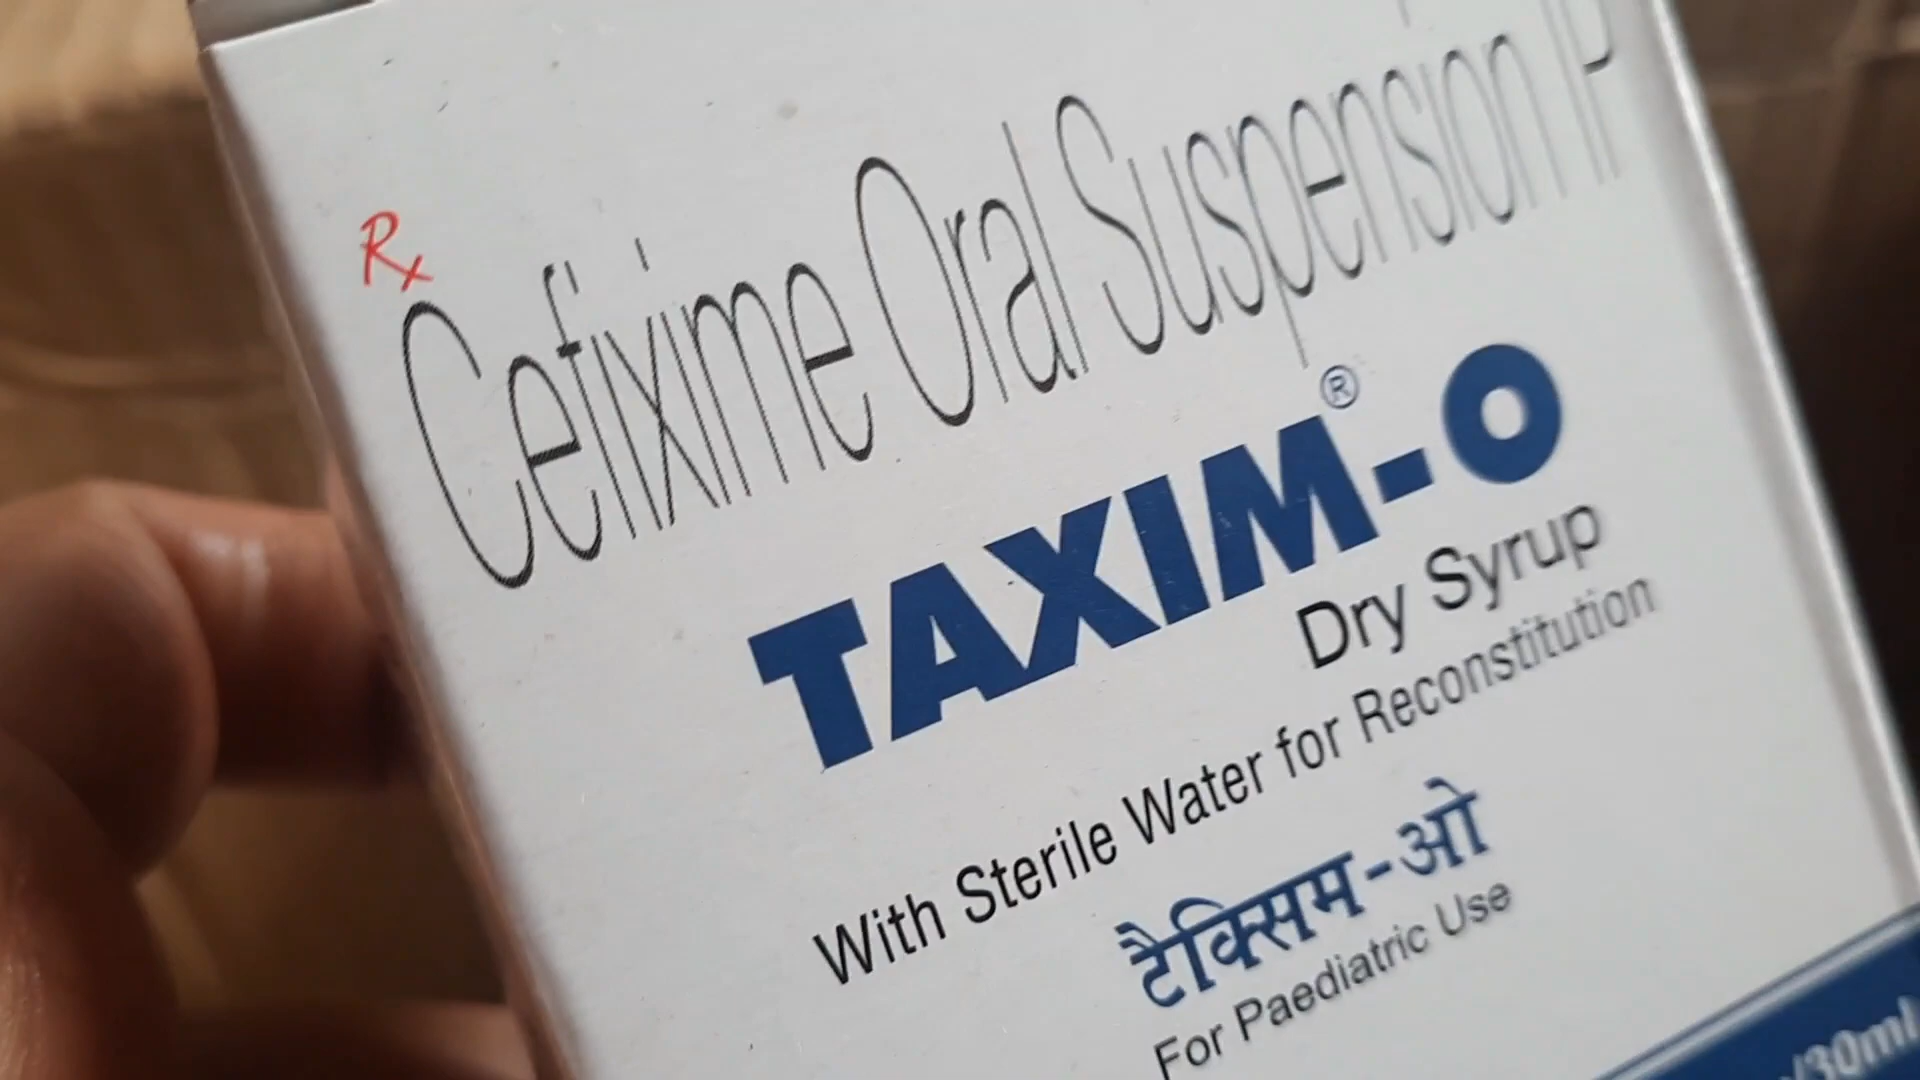 Rx
Cefixime Oral Suspension IP
TAXIM-O®
Dry Syrup
With Sterile Water for Reconstitution
टैक्सिम-ओ
For Paediatric Use
/30ml